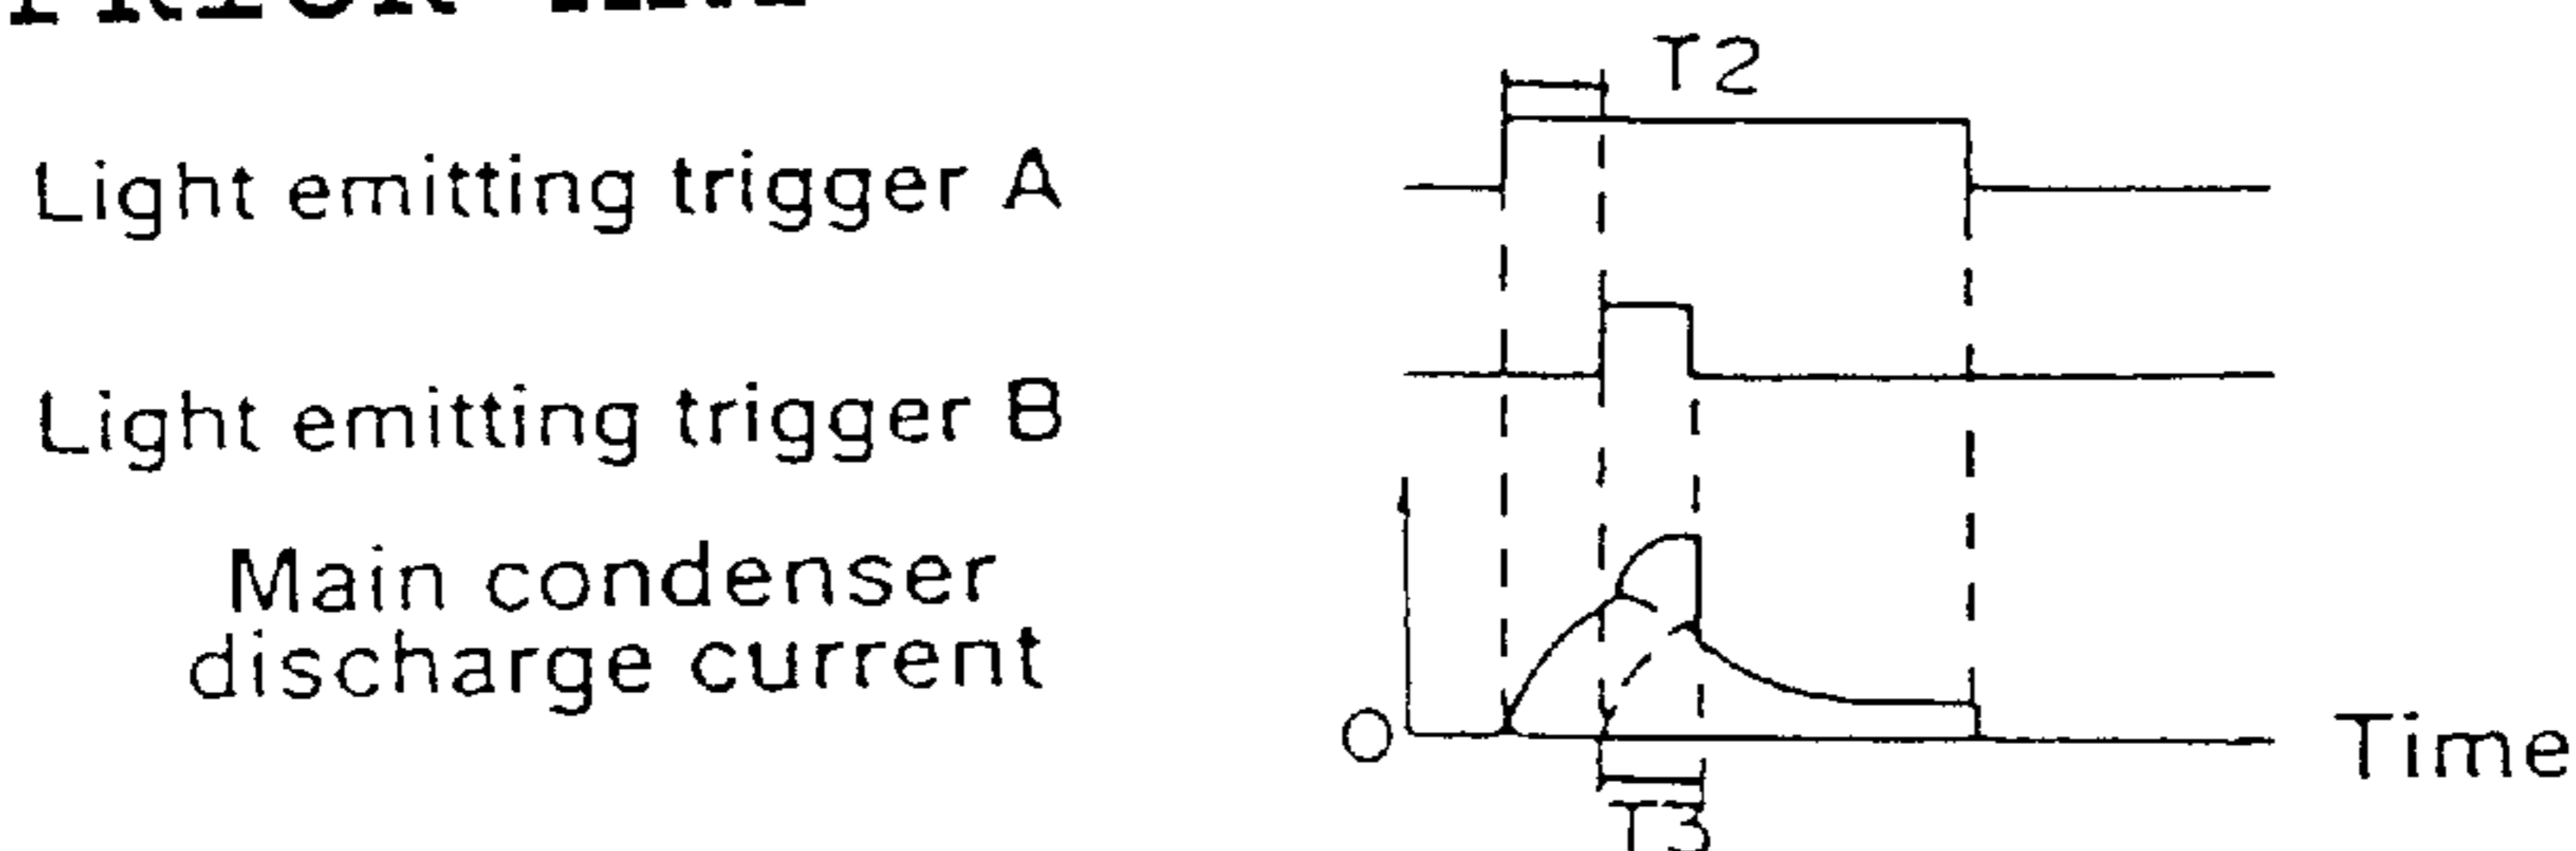 T2
Light emitting trigger A
Light emitting trigger B
Main condenser
discharge current
O
Time
T3